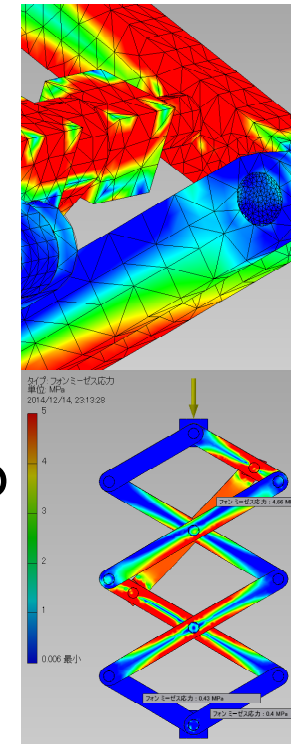 タイプ: フォンミーゼス応力
単位: MPa
2014/12/14, 23:13:28
5
4
フォン ミーゼス応力 : 4.66 M
3
の
2
1
0.006 最小
フォン ミーゼス応力 : 0.43 MPa
フォン ミーゼス応力 : 0.4 MPa